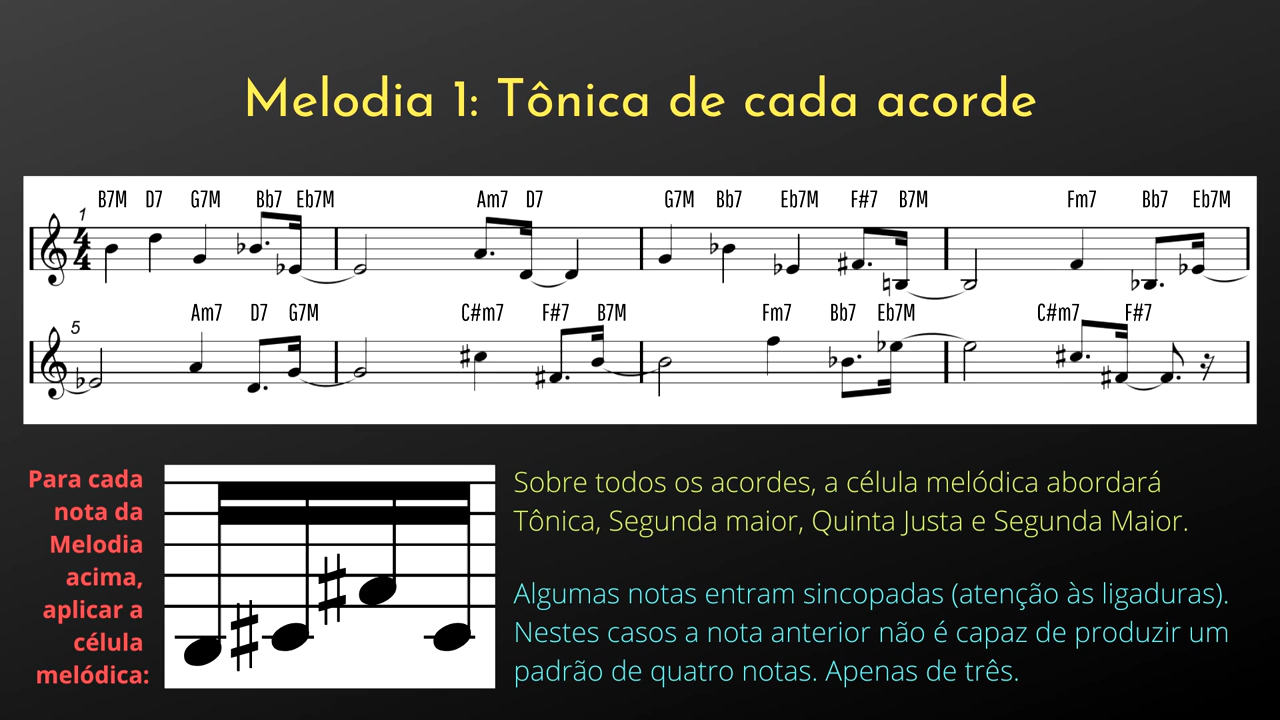 Melodia 1: Tônica de cada acorde
B7M D7 G7M Bb7 Eb7M Am7 D7 G7M Bb7 Eb7M F#7 B7M Fm7 Bb7 Eb7M
1
4
4
Am7 D7 G7M C#m7 F#7 B7M Fm7 Bb7 Eb7M C#m7 F#7
5
Para cada
nota da
Melodia
acima,
aplicar a
célula
melódica:
Sobre todos os acordes, a célula melódica abordará
Tônica, Segunda maior, Quinta Justa e Segunda Maior.
Algumas notas entram sincopadas (atenção às ligaduras).
Nestes casos a nota anterior não é capaz de produzir um
padrão de quatro notas. Apenas de três.